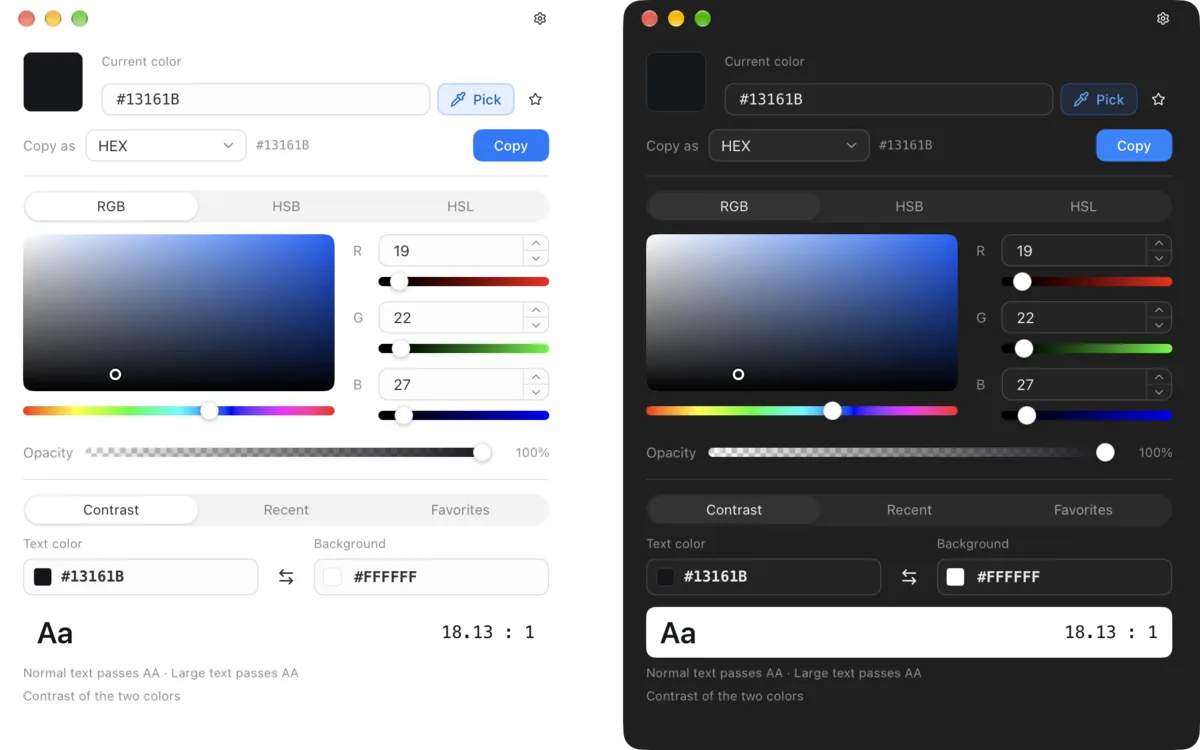 Current color
#13161B
Pick
Copy as
HEX
#13161B
Copy
RGB
HSB
HSL
R
19
G
22
B
27
Opacity
100%
Contrast
Recent
Favorites
Text color
Background
#13161B
#FFFFFF
Aa
18.13 : 1
Normal text passes AA · Large text passes AA
Contrast of the two colors
Current color
#13161B
Pick
Copy as
HEX
#13161B
Copy
RGB
HSB
HSL
R
19
G
22
B
27
Opacity
100%
Contrast
Recent
Favorites
Text color
Background
#13161B
#FFFFFF
Aa
18.13 : 1
Normal text passes AA · Large text passes AA
Contrast of the two colors